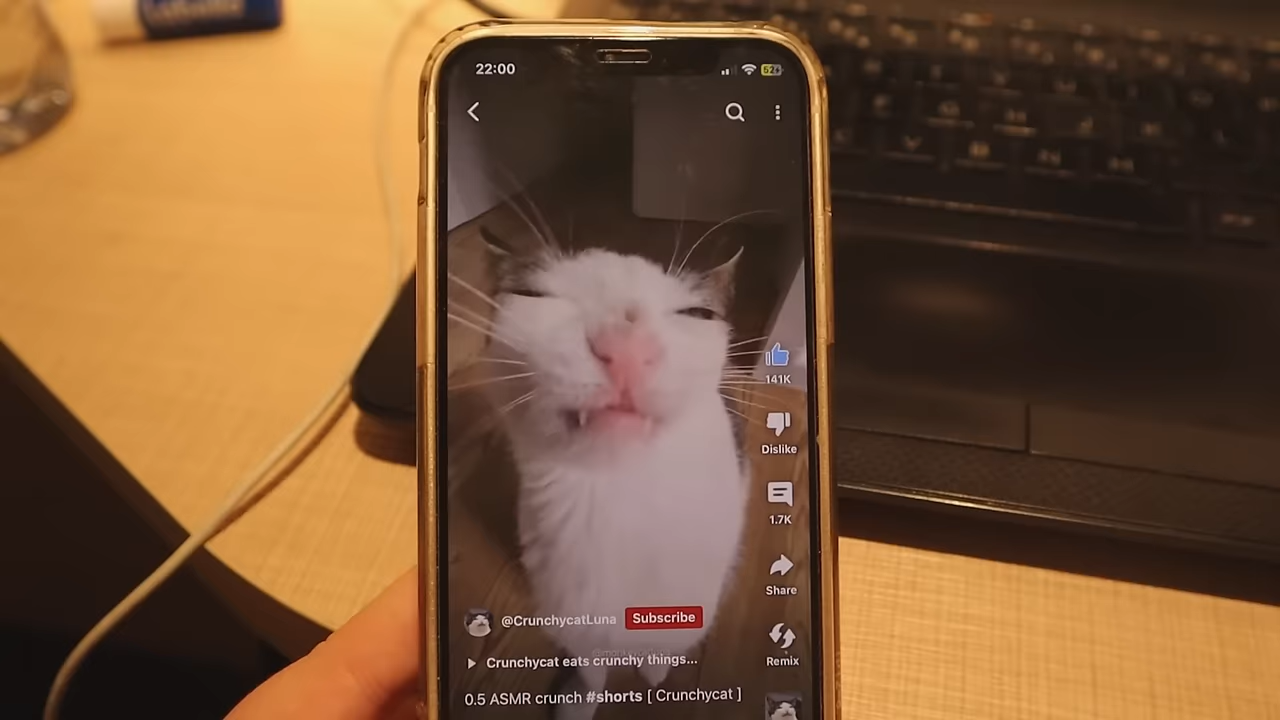 22:00
52
141K
Dislike
1.7K
Share
@CrunchycatLuna Subscribe
Remix
Crunchycat eats crunchy things...
0.5 ASMR crunch #shorts [ Crunchycat ]